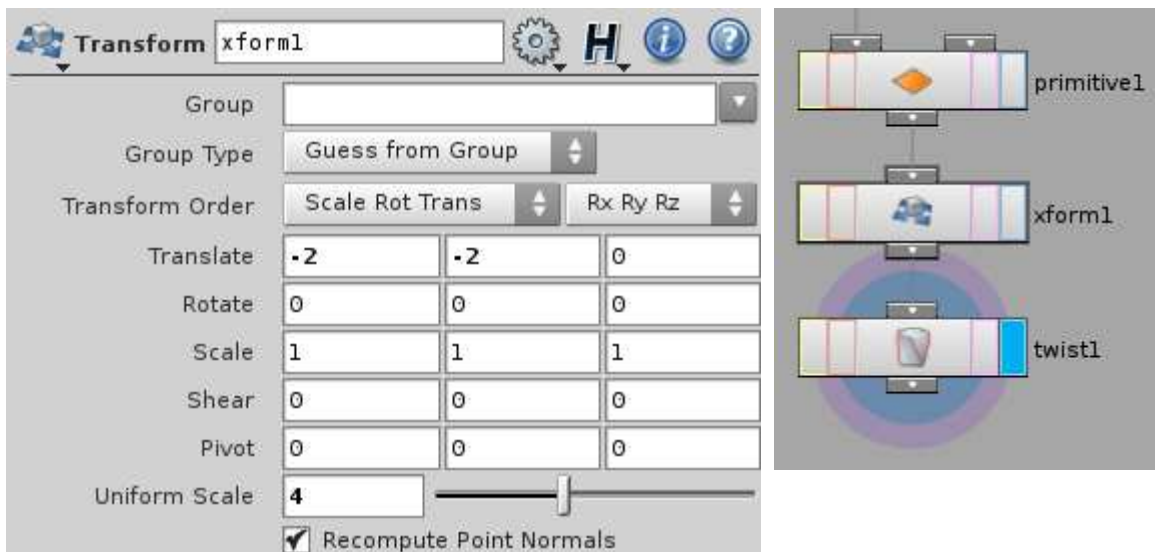 Transform xform1
Group
Group Type Guess from Group
Transform Order Scale Rot Trans Rx Ry Rz
Translate -2 -2 0
Rotate 0 0 0
Scale 1 1 1
Shear 0 0 0
Pivot 0 0 0
Uniform Scale 4
Recompute Point Normals
primitive1
xform1
twist1